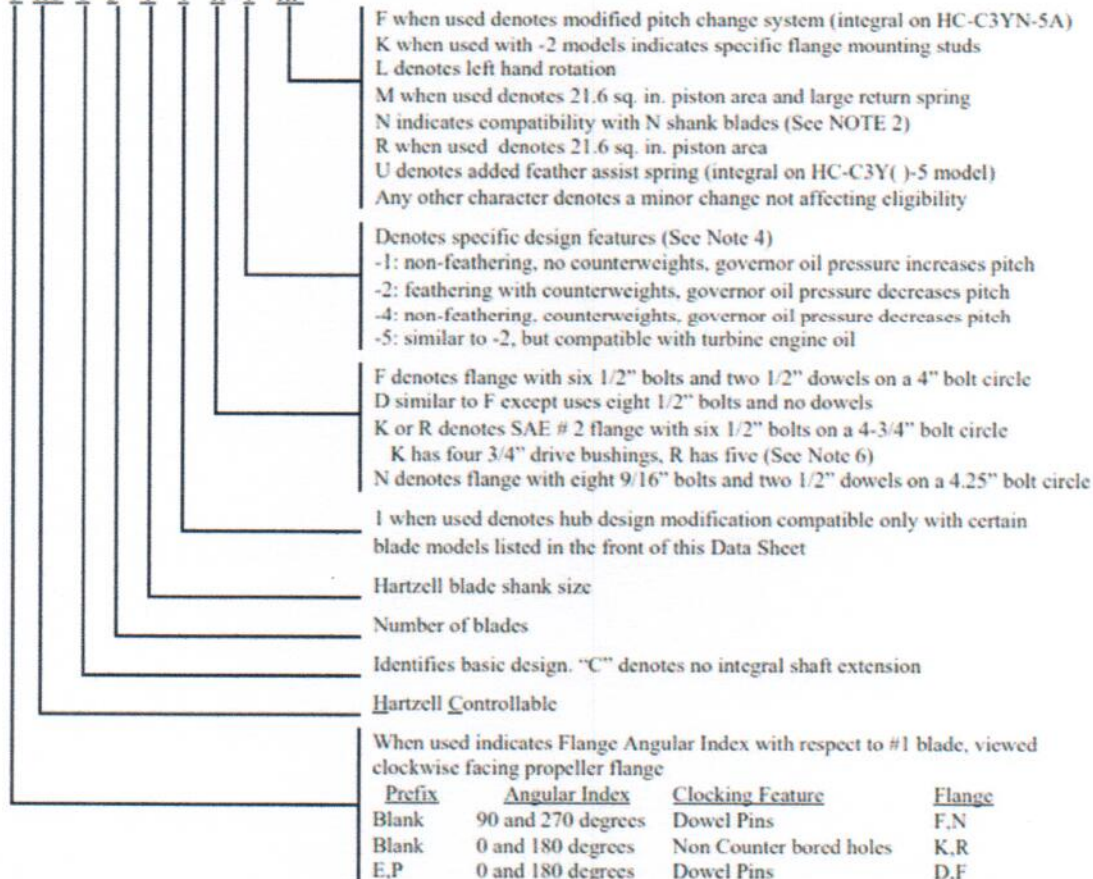 F when used denotes modified pitch change system (integral on HC-C3YN-5A)
K when used with -2 models indicates specific flange mounting studs
L denotes left hand rotation
M when used denotes 21.6 sq. in. piston area and large return spring
N indicates compatibility with N shank blades (See NOTE 2)
R when used denotes 21.6 sq. in. piston area
U denotes added feather assist spring (integral on HC-C3Y( )-5 model)
Any other character denotes a minor change not affecting eligibility
Denotes specific design features (See Note 4)
-1: non-feathering, no counterweights, governor oil pressure increases pitch
-2: feathering with counterweights, governor oil pressure decreases pitch
-4: non-feathering, counterweights, governor oil pressure decreases pitch
-5: similar to -2, but compatible with turbine engine oil
F denotes flange with six 1/2” bolts and two 1/2” dowels on a 4” bolt circle
D similar to F except uses eight 1/2” bolts and no dowels
K or R denotes SAE # 2 flange with six 1/2” bolts on a 4-3/4” bolt circle
K has four 3/4” drive bushings, R has five (See Note 6)
N denotes flange with eight 9/16” bolts and two 1/2” dowels on a 4.25” bolt circle
1 when used denotes hub design modification compatible only with certain
blade models listed in the front of this Data Sheet
Hartzell blade shank size
Number of blades
Identifies basic design. “C” denotes no integral shaft extension
Hartzell Controllable
When used indicates Flange Angular Index with respect to #1 blade, viewed
clockwise facing propeller flange
Prefix Angular Index Clocking Feature Flange
Blank 90 and 270 degrees Dowel Pins F,N
Blank 0 and 180 degrees Non Counter bored holes K,R
E,P 0 and 180 degrees Dowel Pins D,F